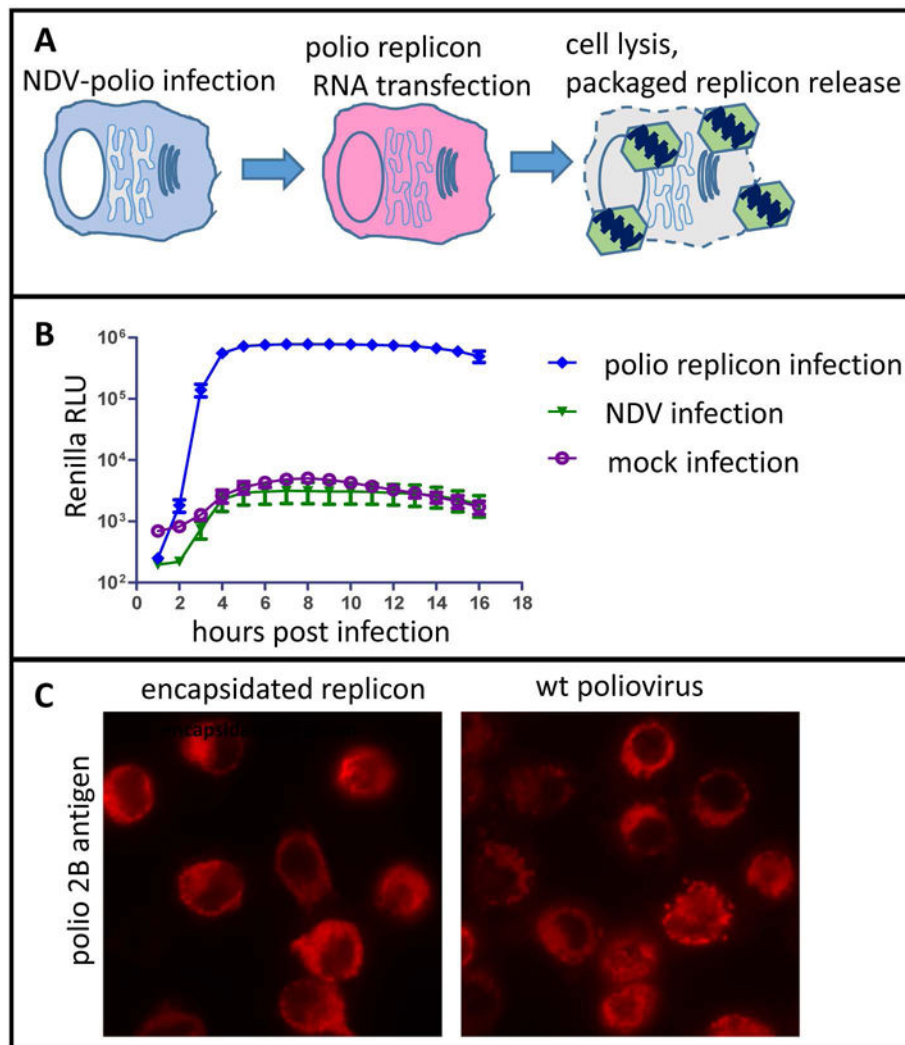 A
NDV-polio infection
polio replicon
RNA transfection
cell lysis,
packaged replicon release
B
Renilla RLU
10⁶
10⁵
10⁴
10³
10²
0 2 4 6 8 10 12 14 16 18
hours post infection
polio replicon infection
NDV infection
mock infection
C
encapsidated replicon
wt poliovirus
polio 2B antigen